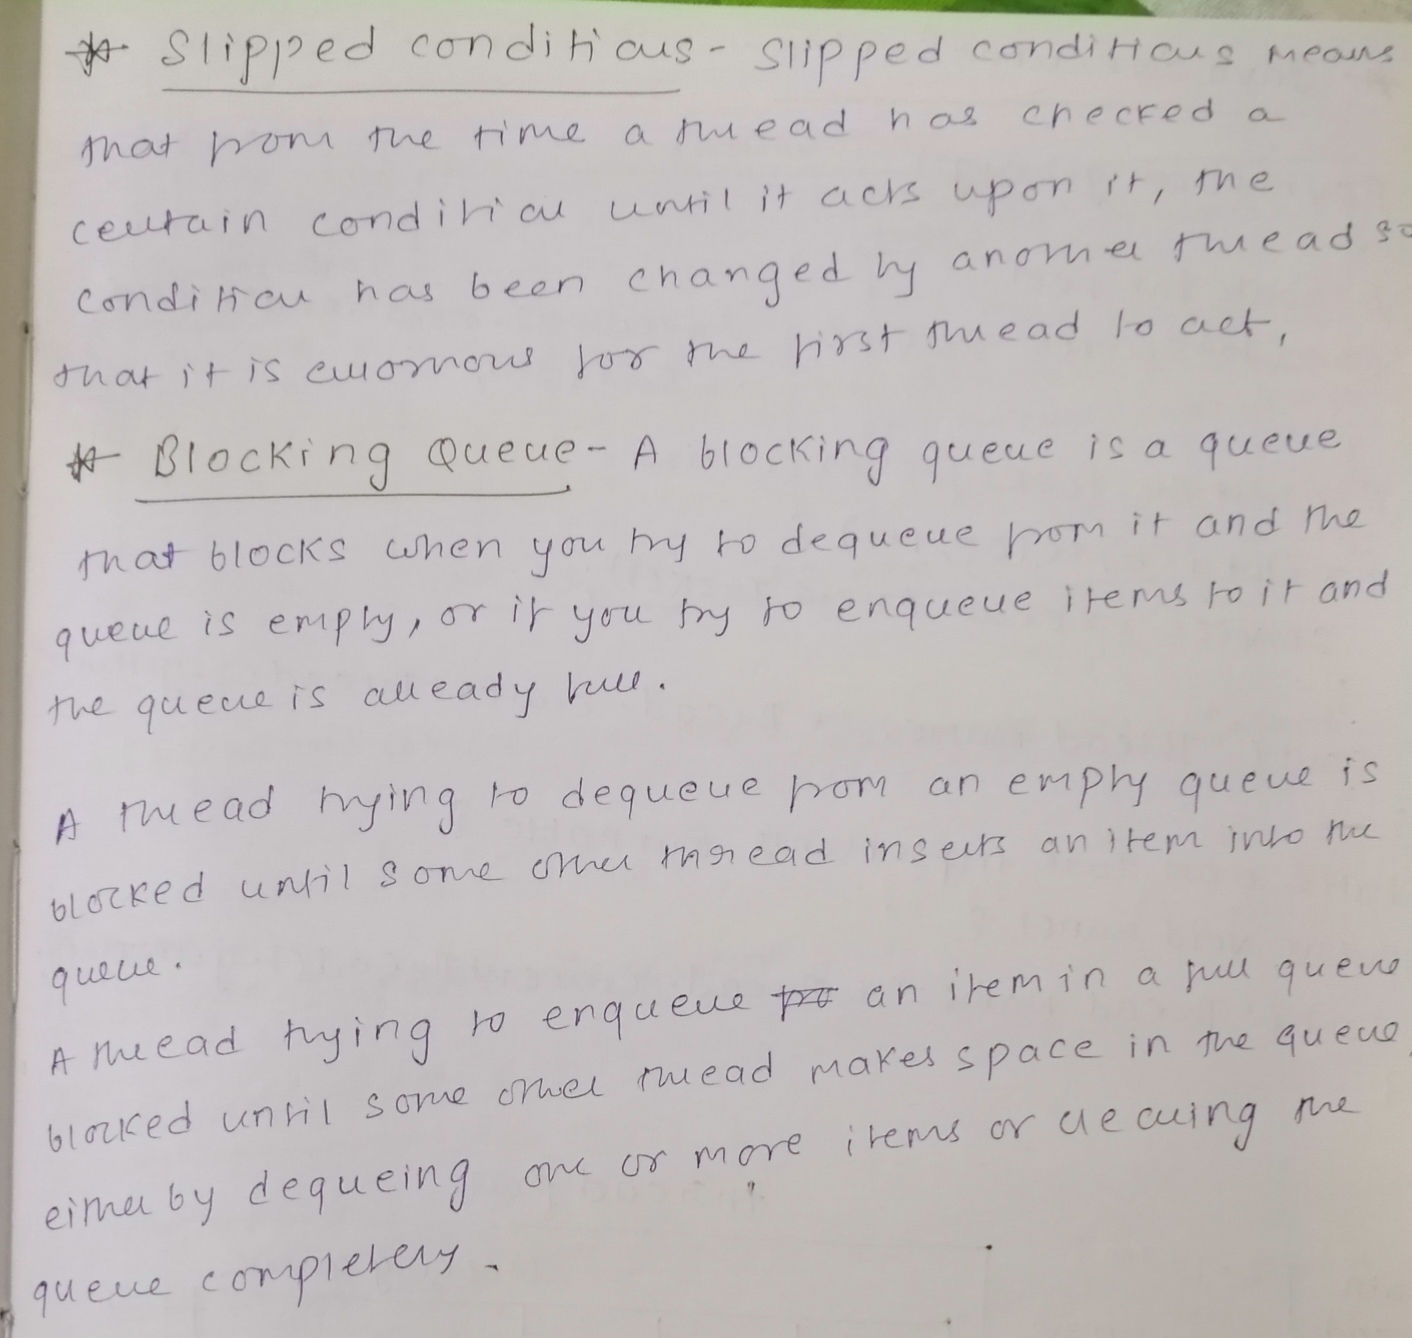 * Slipped conditions - Slipped conditions means
that from the time a thread has checked a
certain condition until it acts upon it, the
condition has been changed by another thread so
that it is erroneous for the first thread to act,
* Blocking Queue - A blocking queue is a queue
that blocks when you try to dequeue from it and the
queue is empty, or if you try to enqueue items to it and
the queue is already full.
A thread trying to dequeue from an empty queue is
blocked until some other thread inserts an item into the
queue.
A thread trying to enqueue an item in a full queue
blocked until some other thread makes space in the queue
either by dequeing one or more items or clearing the
queue completely.